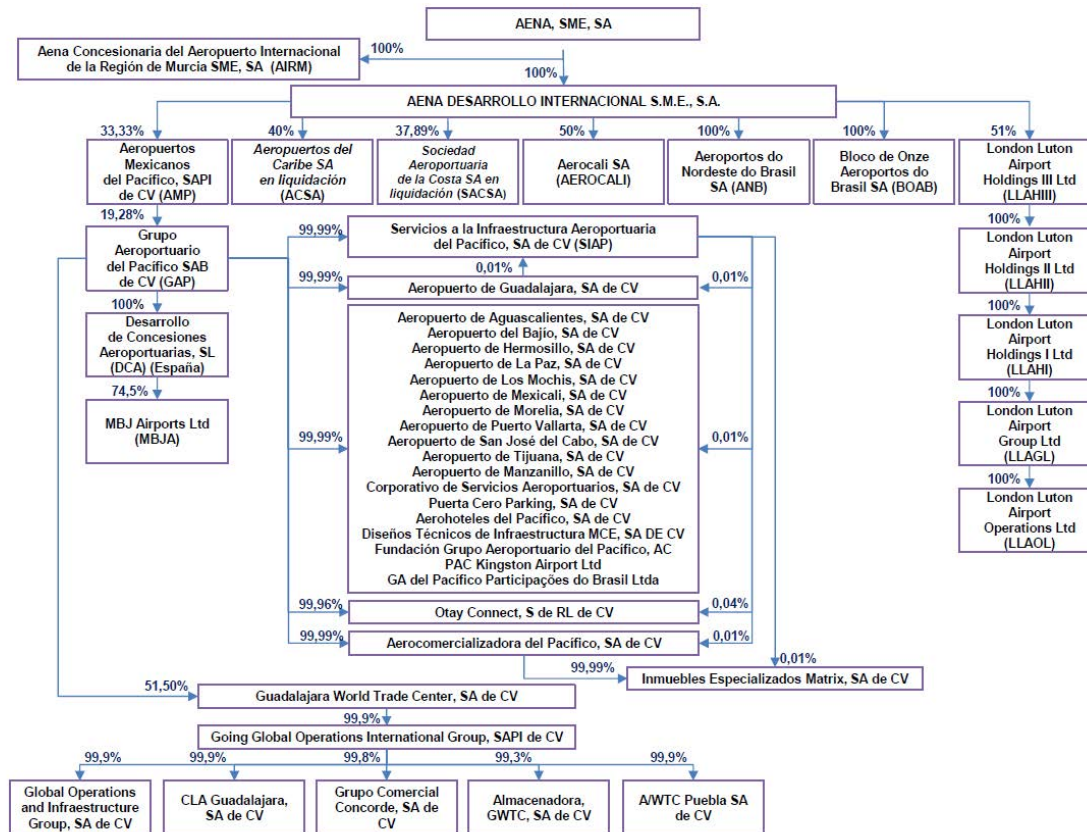 AENA, SME, SA
Aena Concesionaria del Aeropuerto Internacional
de la Región de Murcia SME, SA (AIRM)
100%
100%
AENA DESARROLLO INTERNACIONAL S.M.E., S.A.
33,33%
40%
37,89%
50%
100%
100%
51%
Aeropuertos
Mexicanos
del Pacífico, SAPI
de CV (AMP)
Aeropuertos del
Caribe SA
en liquidación
(ACSA)
Sociedad
Aeroportuaria
de la Costa SA en
liquidación (SACSA)
Aerocali SA
(AEROCALI)
Aeroportos do
Nordeste do Brasil
SA (ANB)
Bloco de Onze
Aeroportos do
Brasil SA (BOAB)
London Luton
Airport
Holdings III Ltd
(LLAHIII)
19,28%
Grupo
Aeroportuario
del Pacífico SAB
de CV (GAP)
100%
Desarrollo
de Concesiones
Aeroportuarias, SL
(DCA) (España)
74,5%
MBJ Airports Ltd
(MBJA)
99,99%
Servicios a la Infraestructura Aeroportuaria
del Pacífico, SA de CV (SIAP)
0,01%
99,99%
Aeropuerto de Guadalajara, SA de CV
0,01%
Aeropuerto de Aguascalientes, SA de CV
Aeropuerto del Bajío, SA de CV
Aeropuerto de Hermosillo, SA de CV
Aeropuerto de La Paz, SA de CV
Aeropuerto de Los Mochis, SA de CV
Aeropuerto de Mexicali, SA de CV
Aeropuerto de Morelia, SA de CV
Aeropuerto de Puerto Vallarta, SA de CV
Aeropuerto de San José del Cabo, SA de CV
Aeropuerto de Tijuana, SA de CV
Aeropuerto de Manzanillo, SA de CV
Corporativo de Servicios Aeroportuarios, SA de CV
Puerta Cero Parking, SA de CV
Aerohoteles del Pacífico, SA de CV
Diseños Técnicos de Infraestructura MCE, SA DE CV
Fundación Grupo Aeroportuario del Pacífico, AC
PAC Kingston Airport Ltd
GA del Pacífico Participações do Brasil Ltda
99,99%
0,01%
99,96%
Otay Connect, S de RL de CV
0,04%
99,99%
Aerocomercializadora del Pacífico, SA de CV
0,01%
99,99%
0,01%
Inmuebles Especializados Matrix, SA de CV
100%
London Luton
Airport
Holdings II Ltd
(LLAHII)
100%
London Luton
Airport
Holdings I Ltd
(LLAHI)
100%
London Luton
Airport
Group Ltd
(LLAGL)
100%
London Luton
Airport
Operations Ltd
(LLAOL)
51,50%
Guadalajara World Trade Center, SA de CV
99,9%
Going Global Operations International Group, SAPI de CV
99,9%
99,9%
99,8%
99,3%
99,9%
Global Operations
and Infrastructure
Group, SA de CV
CLA Guadalajara,
SA de CV
Grupo Comercial
Concorde, SA de
CV
Almacenadora,
GWTC, SA de CV
A/WTC Puebla SA
de CV